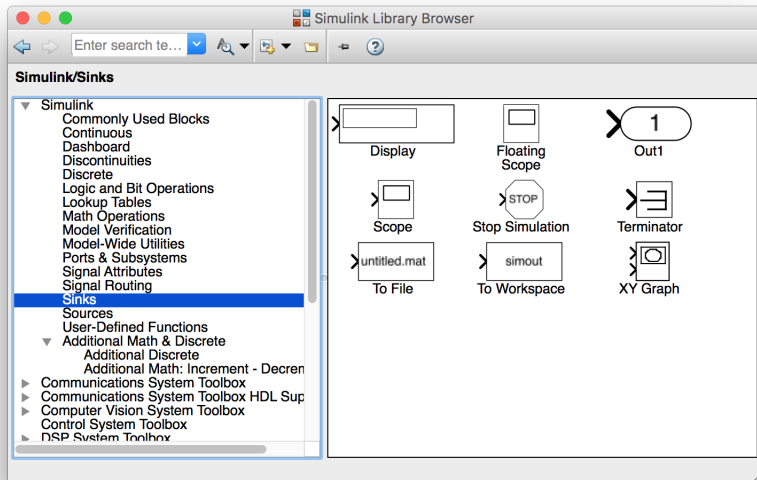 Simulink Library Browser
Enter search te...
Simulink/Sinks
Simulink
Commonly Used Blocks
Continuous
Dashboard
Discontinuities
Discrete
Logic and Bit Operations
Lookup Tables
Math Operations
Model Verification
Model-Wide Utilities
Ports & Subsystems
Signal Attributes
Signal Routing
Sinks
Sources
User-Defined Functions
Additional Math & Discrete
Additional Discrete
Additional Math: Increment - Decren
Communications System Toolbox
Communications System Toolbox HDL Sup
Computer Vision System Toolbox
Control System Toolbox
DSP System Toolbox
Display
Floating
Scope
1
Out1
Scope
STOP
Stop Simulation
Terminator
untitled.mat
To File
simout
To Workspace
XY Graph